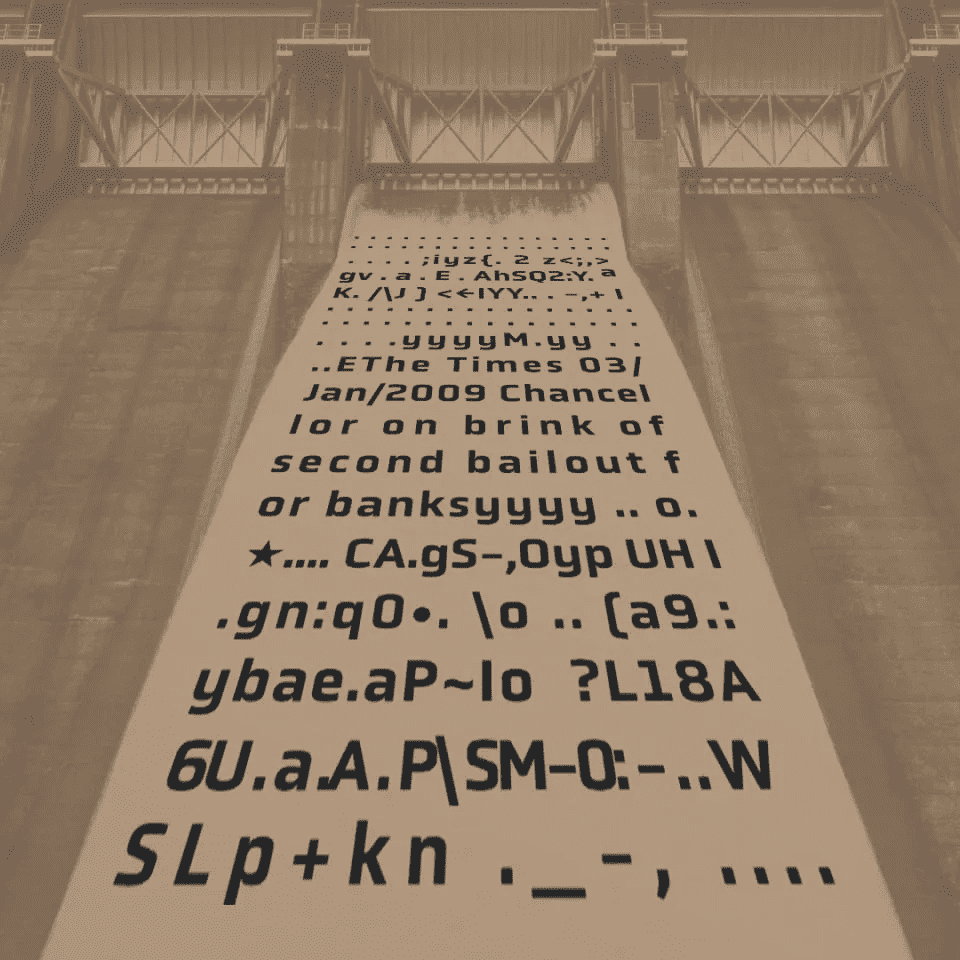 . . . . . . . . . . . . . . . .
. . . . . . . . . . . . . . . .
. . . . ;iyz{. 2 z<;,>
gv . a . E . AhSQ2:Y. a
K. /\J ) <←IYY.. . –,+ I
. . . . . . . . . . . . . . . .
. . . . . . . . . . . . . . . .
. . . .yyyyM.yy . .
..EThe Times 03/
Jan/2009 Chancel
lor on brink of
second bailout f
or banksyyyy .. o.
★.... CA.gS–,Oyp UH I
.gn:qO•. \o .. (a9.:
ybae.aP~Io ?L18A
6U.a.A.P\SM–O:–..W
SLp+kn ._–, ....